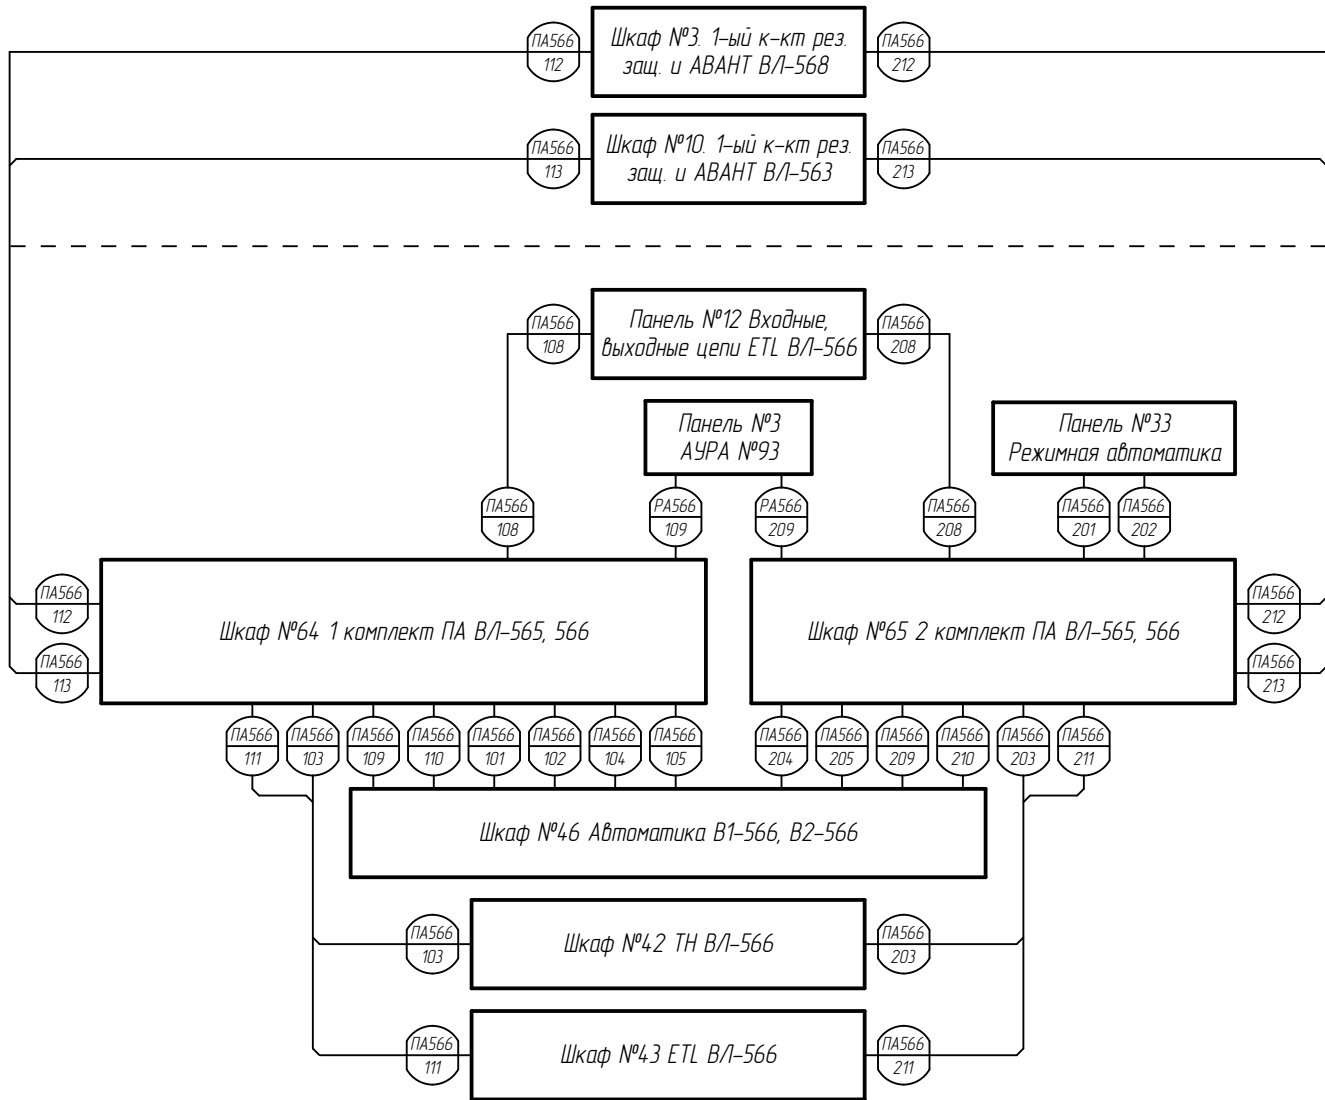 ПА566
112
Шкаф №3. 1-ый к-кт рез.
защ. и АВАНТ ВЛ-568
ПА566
212
ПА566
113
Шкаф №10. 1-ый к-кт рез.
защ. и АВАНТ ВЛ-563
ПА566
213
ПА566
108
Панель №12 Входные,
выходные цепи ETL ВЛ-566
ПА566
208
Панель №3
АУРА №93
Панель №33
Режимная автоматика
ПА566
108
РА566
109
РА566
209
ПА566
208
ПА566
201
ПА566
202
ПА566
112
ПА566
113
Шкаф №64 1 комплект ПА ВЛ-565, 566
Шкаф №65 2 комплект ПА ВЛ-565, 566
ПА566
212
ПА566
213
ПА566
111
ПА566
103
ПА566
109
ПА566
110
ПА566
101
ПА566
102
ПА566
104
ПА566
105
ПА566
204
ПА566
205
ПА566
209
ПА566
210
ПА566
203
ПА566
211
Шкаф №46 Автоматика В1-566, В2-566
ПА566
103
Шкаф №42 ТН ВЛ-566
ПА566
203
ПА566
111
Шкаф №43 ETL ВЛ-566
ПА566
211